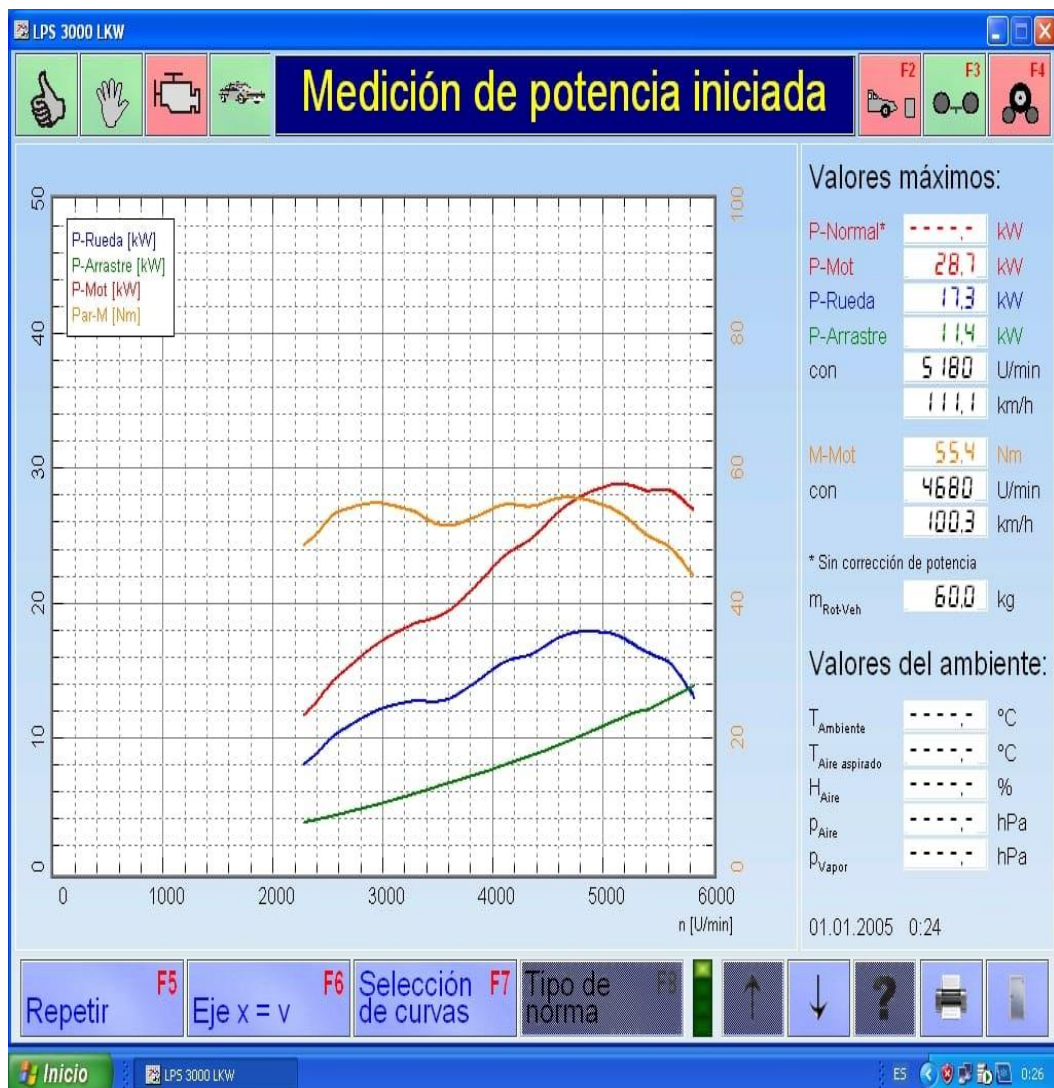 LPS 3000 LKW
Medición de potencia iniciada
F2
F3
F4
50
40
30
20
10
0
P-Rueda [kW]
P-Arrastre [kW]
P-Mot [kW]
Par-M [Nm]
100
80
60
40
20
0
0 1000 2000 3000 4000 5000 6000
n [U/min]
Valores máximos:
P-Normal* ----,- kW
P-Mot 28,7 kW
P-Rueda 17,3 kW
P-Arrastre 11,4 kW
con 5180 U/min
111,1 km/h
M-Mot 55,4 Nm
con 4680 U/min
100,3 km/h
* Sin corrección de potencia
mRot-Veh 60,0 kg
Valores del ambiente:
TAmbiente ----,- °C
TAire aspirado ----,- °C
HAire ----,- %
pAire ----,- hPa
pVapor ----,- hPa
01.01.2005 0:24
Repetir F5
Eje x = v F6
Selección F7
de curvas
Tipo de F8
norma
?
Inicio
LPS 3000 LKW
ES
0:26